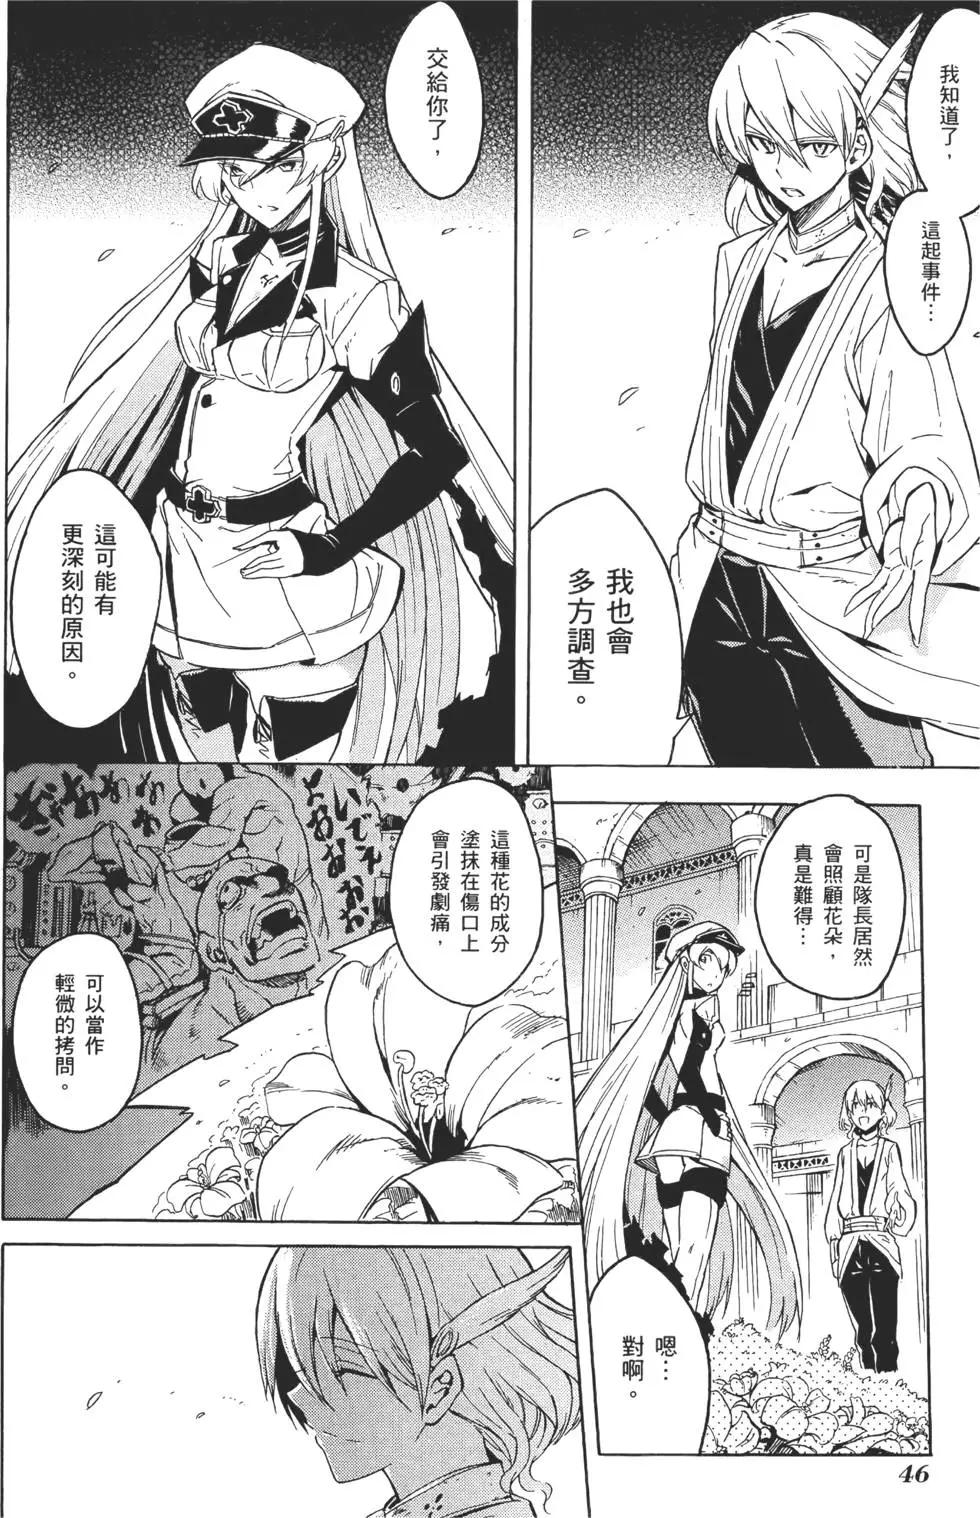 我知道了，
這起事件…
我也會
多方調查。
交給你了，
這可能有
更深刻的原因。
可是隊長居然
會照顧花朵，
真是難得…
嗯…
對啊。
這種花的成分
塗抹在傷口上
會引發劇痛，
可以當作
輕微的拷問。
46